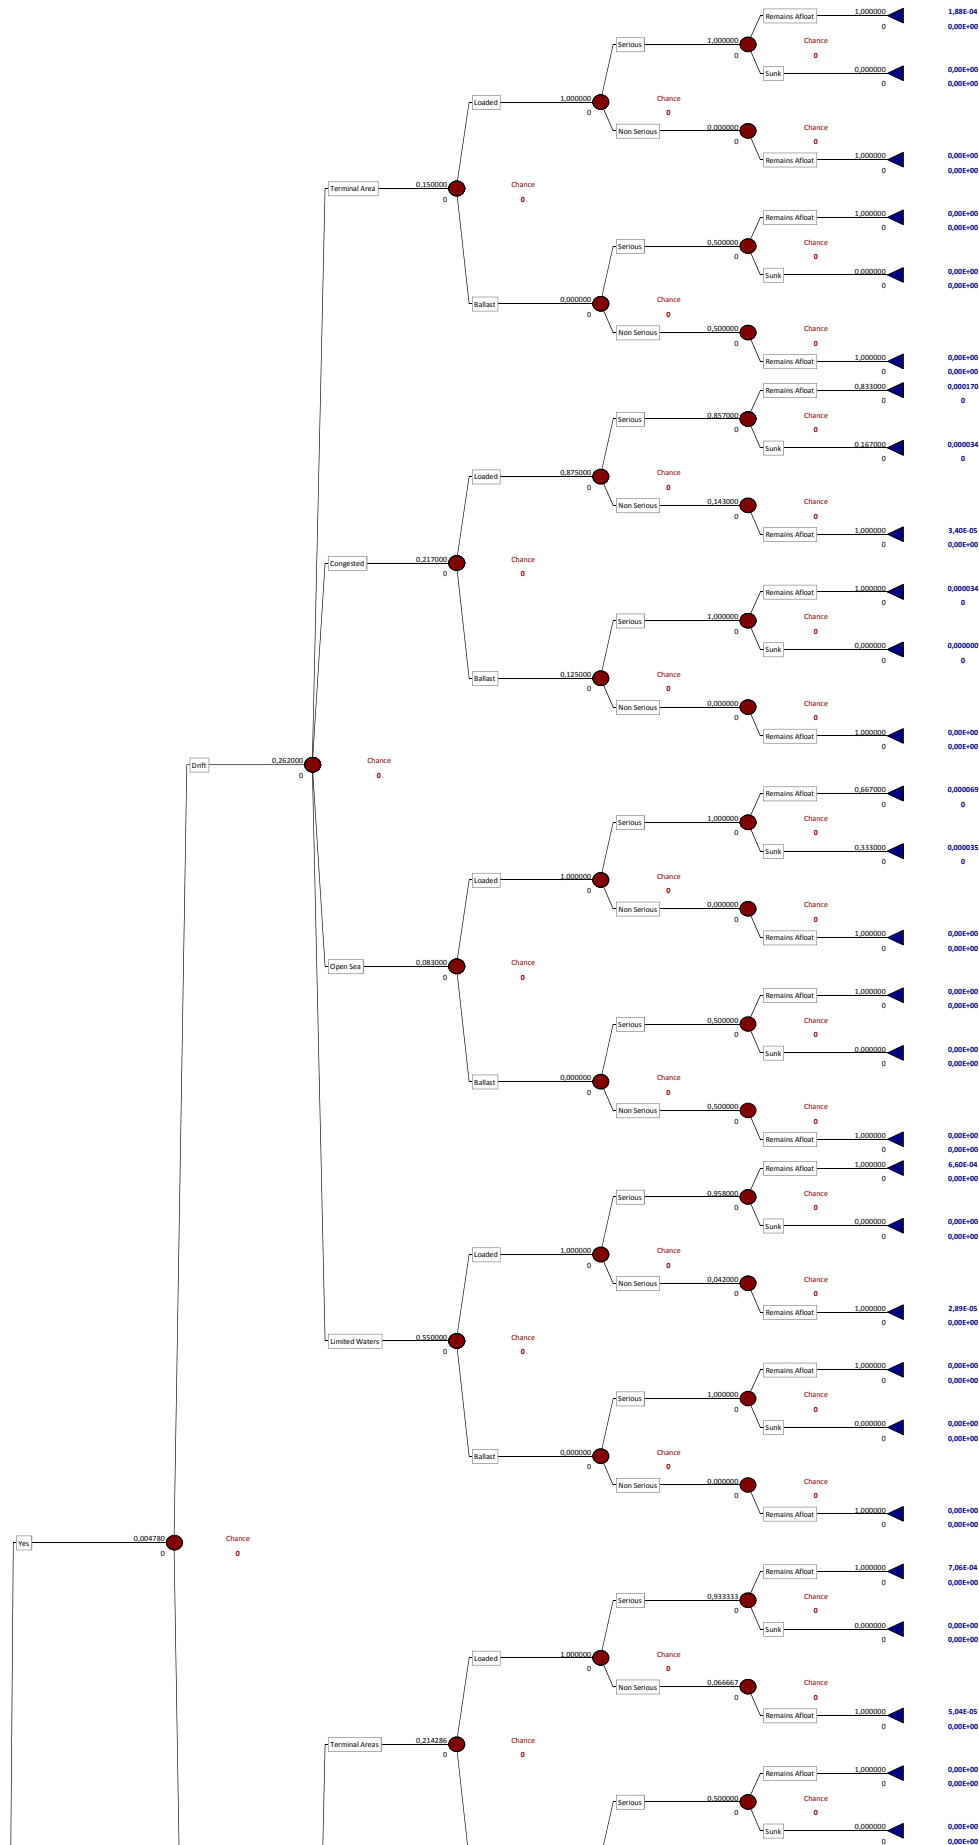 Remains Afloat 1,000000 1,88E-04
0 0,00E+00
Serious 1,000000 Chance
0 0
Sunk 0,000000 0,00E+00
0 0,00E+00
Loaded 1,000000 Chance
0 0
Non Serious 0,000000 Chance
0 0
Remains Afloat 1,000000 0,00E+00
0 0,00E+00
Terminal Area 0,150000 Chance
0 0
Remains Afloat 1,000000 0,00E+00
0 0,00E+00
Serious 0,500000 Chance
0 0
Sunk 0,000000 0,00E+00
0 0,00E+00
Ballast 0,000000 Chance
0 0
Non Serious 0,500000 Chance
0 0
Remains Afloat 1,000000 0,00E+00
0 0,00E+00
Remains Afloat 0,833000 0,000170
0 0
Serious 0,857000 Chance
0 0
Sunk 0,167000 0,000034
0 0
Loaded 0,875000 Chance
0 0
Non Serious 0,143000 Chance
0 0
Remains Afloat 1,000000 3,40E-05
0 0,00E+00
Congested 0,217000 Chance
0 0
Remains Afloat 1,000000 0,000034
0 0
Serious 1,000000 Chance
0 0
Sunk 0,000000 0,000000
0 0
Ballast 0,125000 Chance
0 0
Non Serious 0,000000 Chance
0 0
Remains Afloat 1,000000 0,00E+00
0 0,00E+00
Drift 0,262000 Chance
0 0
Remains Afloat 0,667000 0,000069
0 0
Serious 1,000000 Chance
0 0
Sunk 0,333000 0,000035
0 0
Loaded 1,000000 Chance
0 0
Non Serious 0,000000 Chance
0 0
Remains Afloat 1,000000 0,00E+00
0 0,00E+00
Open Sea 0,083000 Chance
0 0
Remains Afloat 1,000000 0,00E+00
0 0,00E+00
Serious 0,500000 Chance
0 0
Sunk 0,000000 0,00E+00
0 0,00E+00
Ballast 0,000000 Chance
0 0
Non Serious 0,500000 Chance
0 0
Remains Afloat 1,000000 0,00E+00
0 0,00E+00
Remains Afloat 1,000000 6,60E-04
0 0,00E+00
Serious 0,958000 Chance
0 0
Sunk 0,000000 0,00E+00
0 0,00E+00
Loaded 1,000000 Chance
0 0
Non Serious 0,042000 Chance
0 0
Remains Afloat 1,000000 2,89E-05
0 0,00E+00
Limited Waters 0,550000 Chance
0 0
Remains Afloat 1,000000 0,00E+00
0 0,00E+00
Serious 1,000000 Chance
0 0
Sunk 0,000000 0,00E+00
0 0,00E+00
Ballast 0,000000 Chance
0 0
Non Serious 0,000000 Chance
0 0
Remains Afloat 1,000000 0,00E+00
0 0,00E+00
Yes 0,004780 Chance
0 0
Remains Afloat 1,000000 7,06E-04
0 0,00E+00
Serious 0,933333 Chance
0 0
Sunk 0,000000 0,00E+00
0 0,00E+00
Loaded 1,000000 Chance
0 0
Non Serious 0,066667 Chance
0 0
Remains Afloat 1,000000 5,04E-05
0 0,00E+00
Terminal Areas 0,214286 Chance
0 0
Remains Afloat 1,000000 0,00E+00
0 0,00E+00
Serious 0,500000 Chance
0 0
Sunk 0,000000 0,00E+00
0 0,00E+00